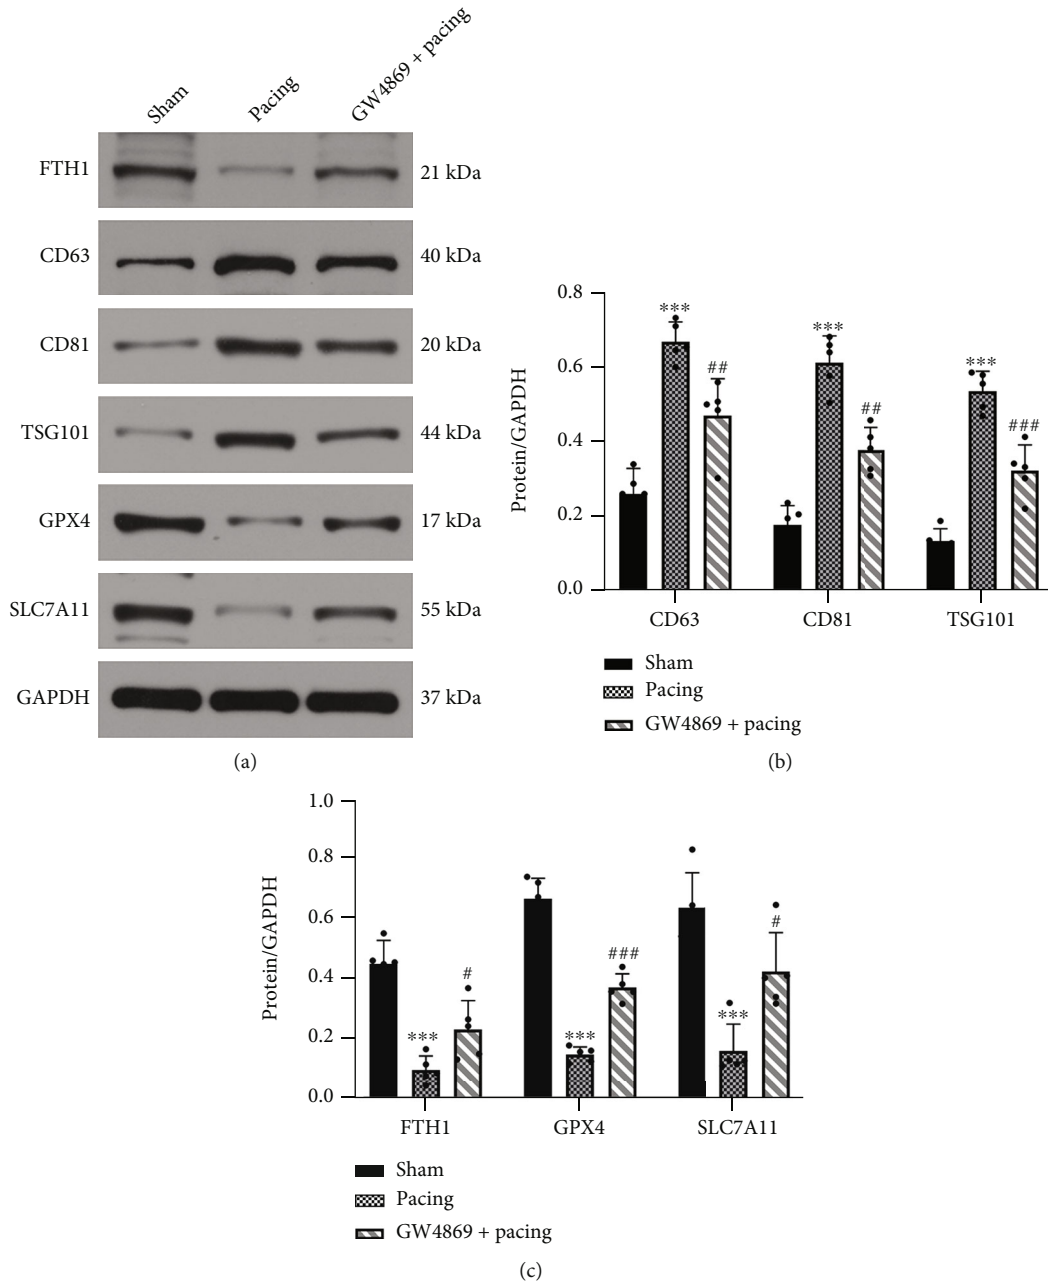 Sham Pacing GW4869 + pacing
FTH1 21 kDa
CD63 40 kDa
CD81 20 kDa
TSG101 44 kDa
GPX4 17 kDa
SLC7A11 55 kDa
GAPDH 37 kDa
(a)
Protein/GAPDH
0.8
0.6
0.4
0.2
0.0
*** ## *** ## *** ###
CD63 CD81 TSG101
Sham
Pacing
GW4869 + pacing
(b)
Protein/GAPDH
1.0
0.8
0.6
0.4
0.2
0.0
*** # *** ### *** #
FTH1 GPX4 SLC7A11
Sham
Pacing
GW4869 + pacing
(c)